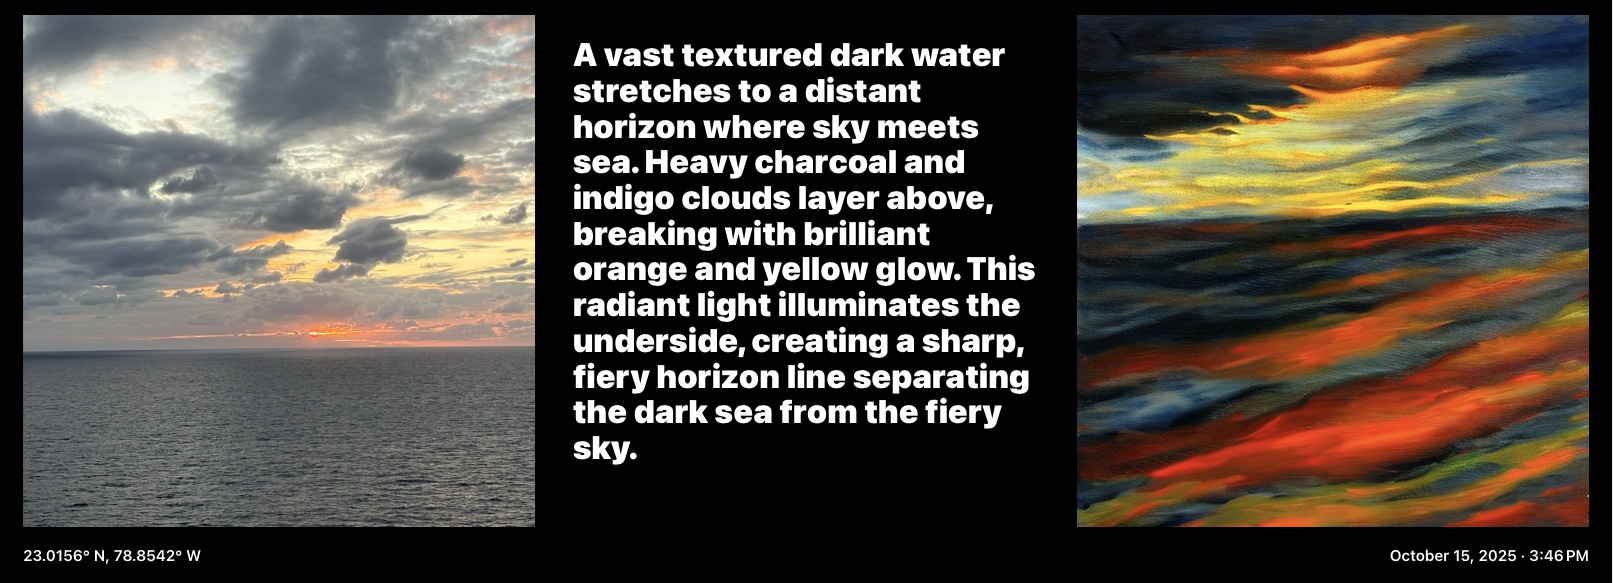 A vast textured dark water
stretches to a distant
horizon where sky meets
sea. Heavy charcoal and
indigo clouds layer above,
breaking with brilliant
orange and yellow glow. This
radiant light illuminates the
underside, creating a sharp,
fiery horizon line separating
the dark sea from the fiery
sky.
23.0156° N, 78.8542° W
October 15, 2025 · 3:46 PM